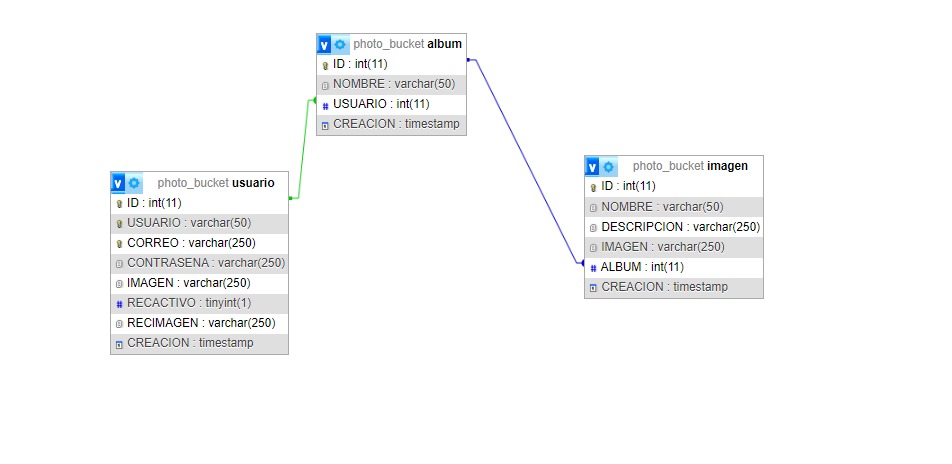 v photo_bucket album
ID : int(11)
NOMBRE : varchar(50)
# USUARIO : int(11)
CREACION : timestamp
v photo_bucket usuario
ID : int(11)
USUARIO : varchar(50)
CORREO : varchar(250)
CONTRASENA : varchar(250)
IMAGEN : varchar(250)
# RECACTIVO : tinyint(1)
RECIMAGEN : varchar(250)
CREACION : timestamp
v photo_bucket imagen
ID : int(11)
NOMBRE : varchar(50)
DESCRIPCION : varchar(250)
IMAGEN : varchar(250)
# ALBUM : int(11)
CREACION : timestamp